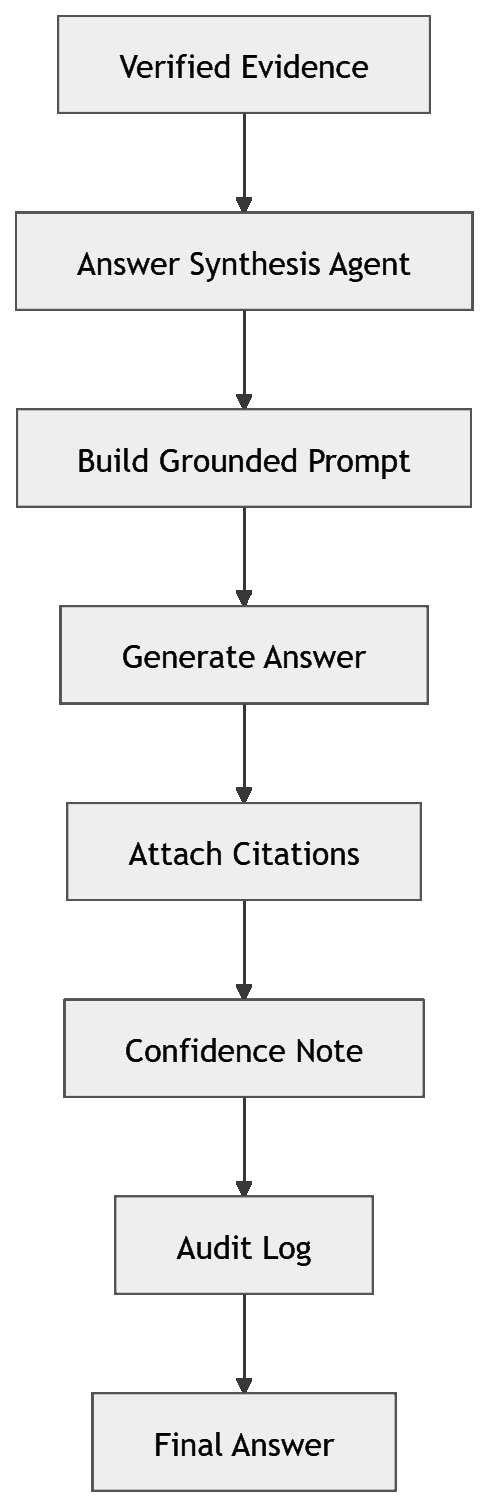 Verified Evidence
Answer Synthesis Agent
Build Grounded Prompt
Generate Answer
Attach Citations
Confidence Note
Audit Log
Final Answer